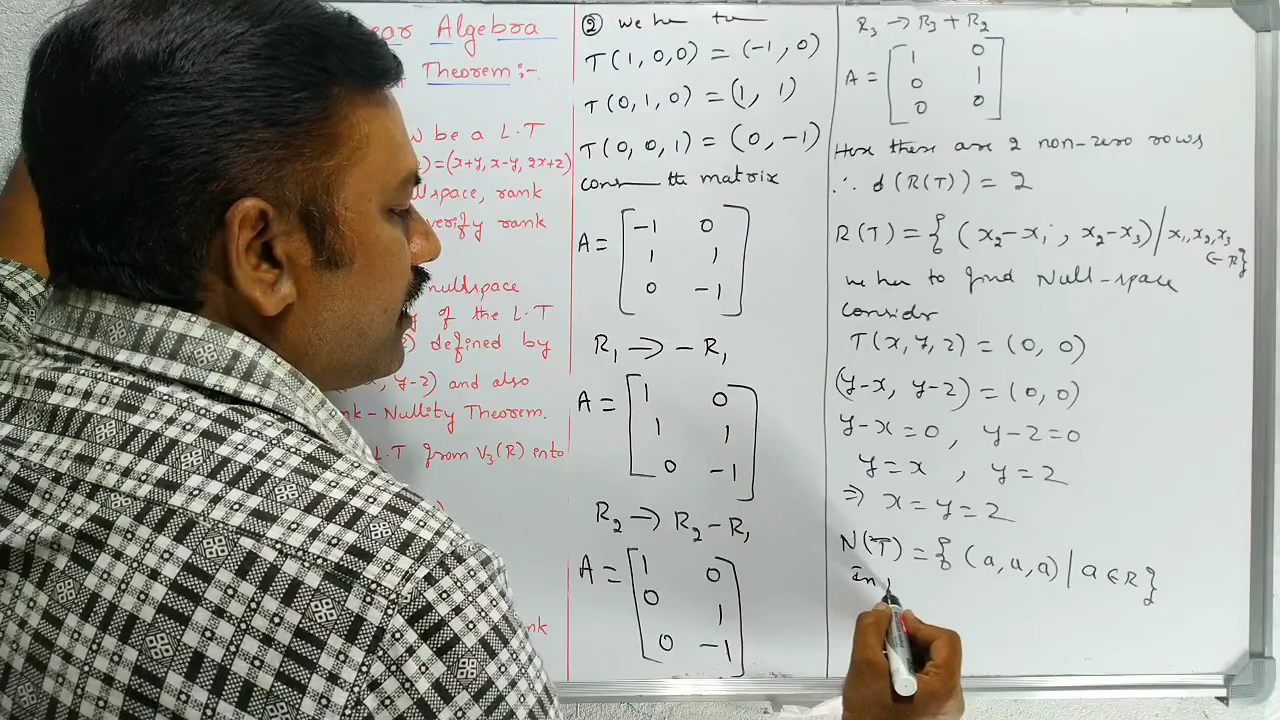 ear Algebra
Theorem :-
be a L.T
) = (x+y, x-y, 2x+z)
space, rank
verify rank
nullspace
y of the L.T
) defined by
, y-z) and also
nk-Nullity Theorem.
L.T from V₃(R) into
nk
②
T(1,0,0) = (-1, 0)
T(0,1,0) = (1, 1)
T(0,0,1) = (0, -1)
matrix
A = [ -1 0
1 1
0 -1 ]
R₁ → -R₁
A = [ 1 0
1 1
0 -1 ]
R₂ → R₂ - R₁
A = [ 1 0
0 1
0 -1 ]
R₃ → R₃ + R₂
A = [ 1 0
0 1
0 0 ]
Here there are 2 non-zero rows
∴ d(R(T)) = 2
R(T) = { (x₂-x₁, x₂-x₃) / x₁,x₂,x₃
∈ R}
we have to find Null-space
Consider
T(x,y,z) = (0, 0)
(y-x, y-z) = (0, 0)
y-x = 0, y-z = 0
y = x, y = z
⇒ x = y = z
N(T) = { (a,a,a) / a ∈ R }
In